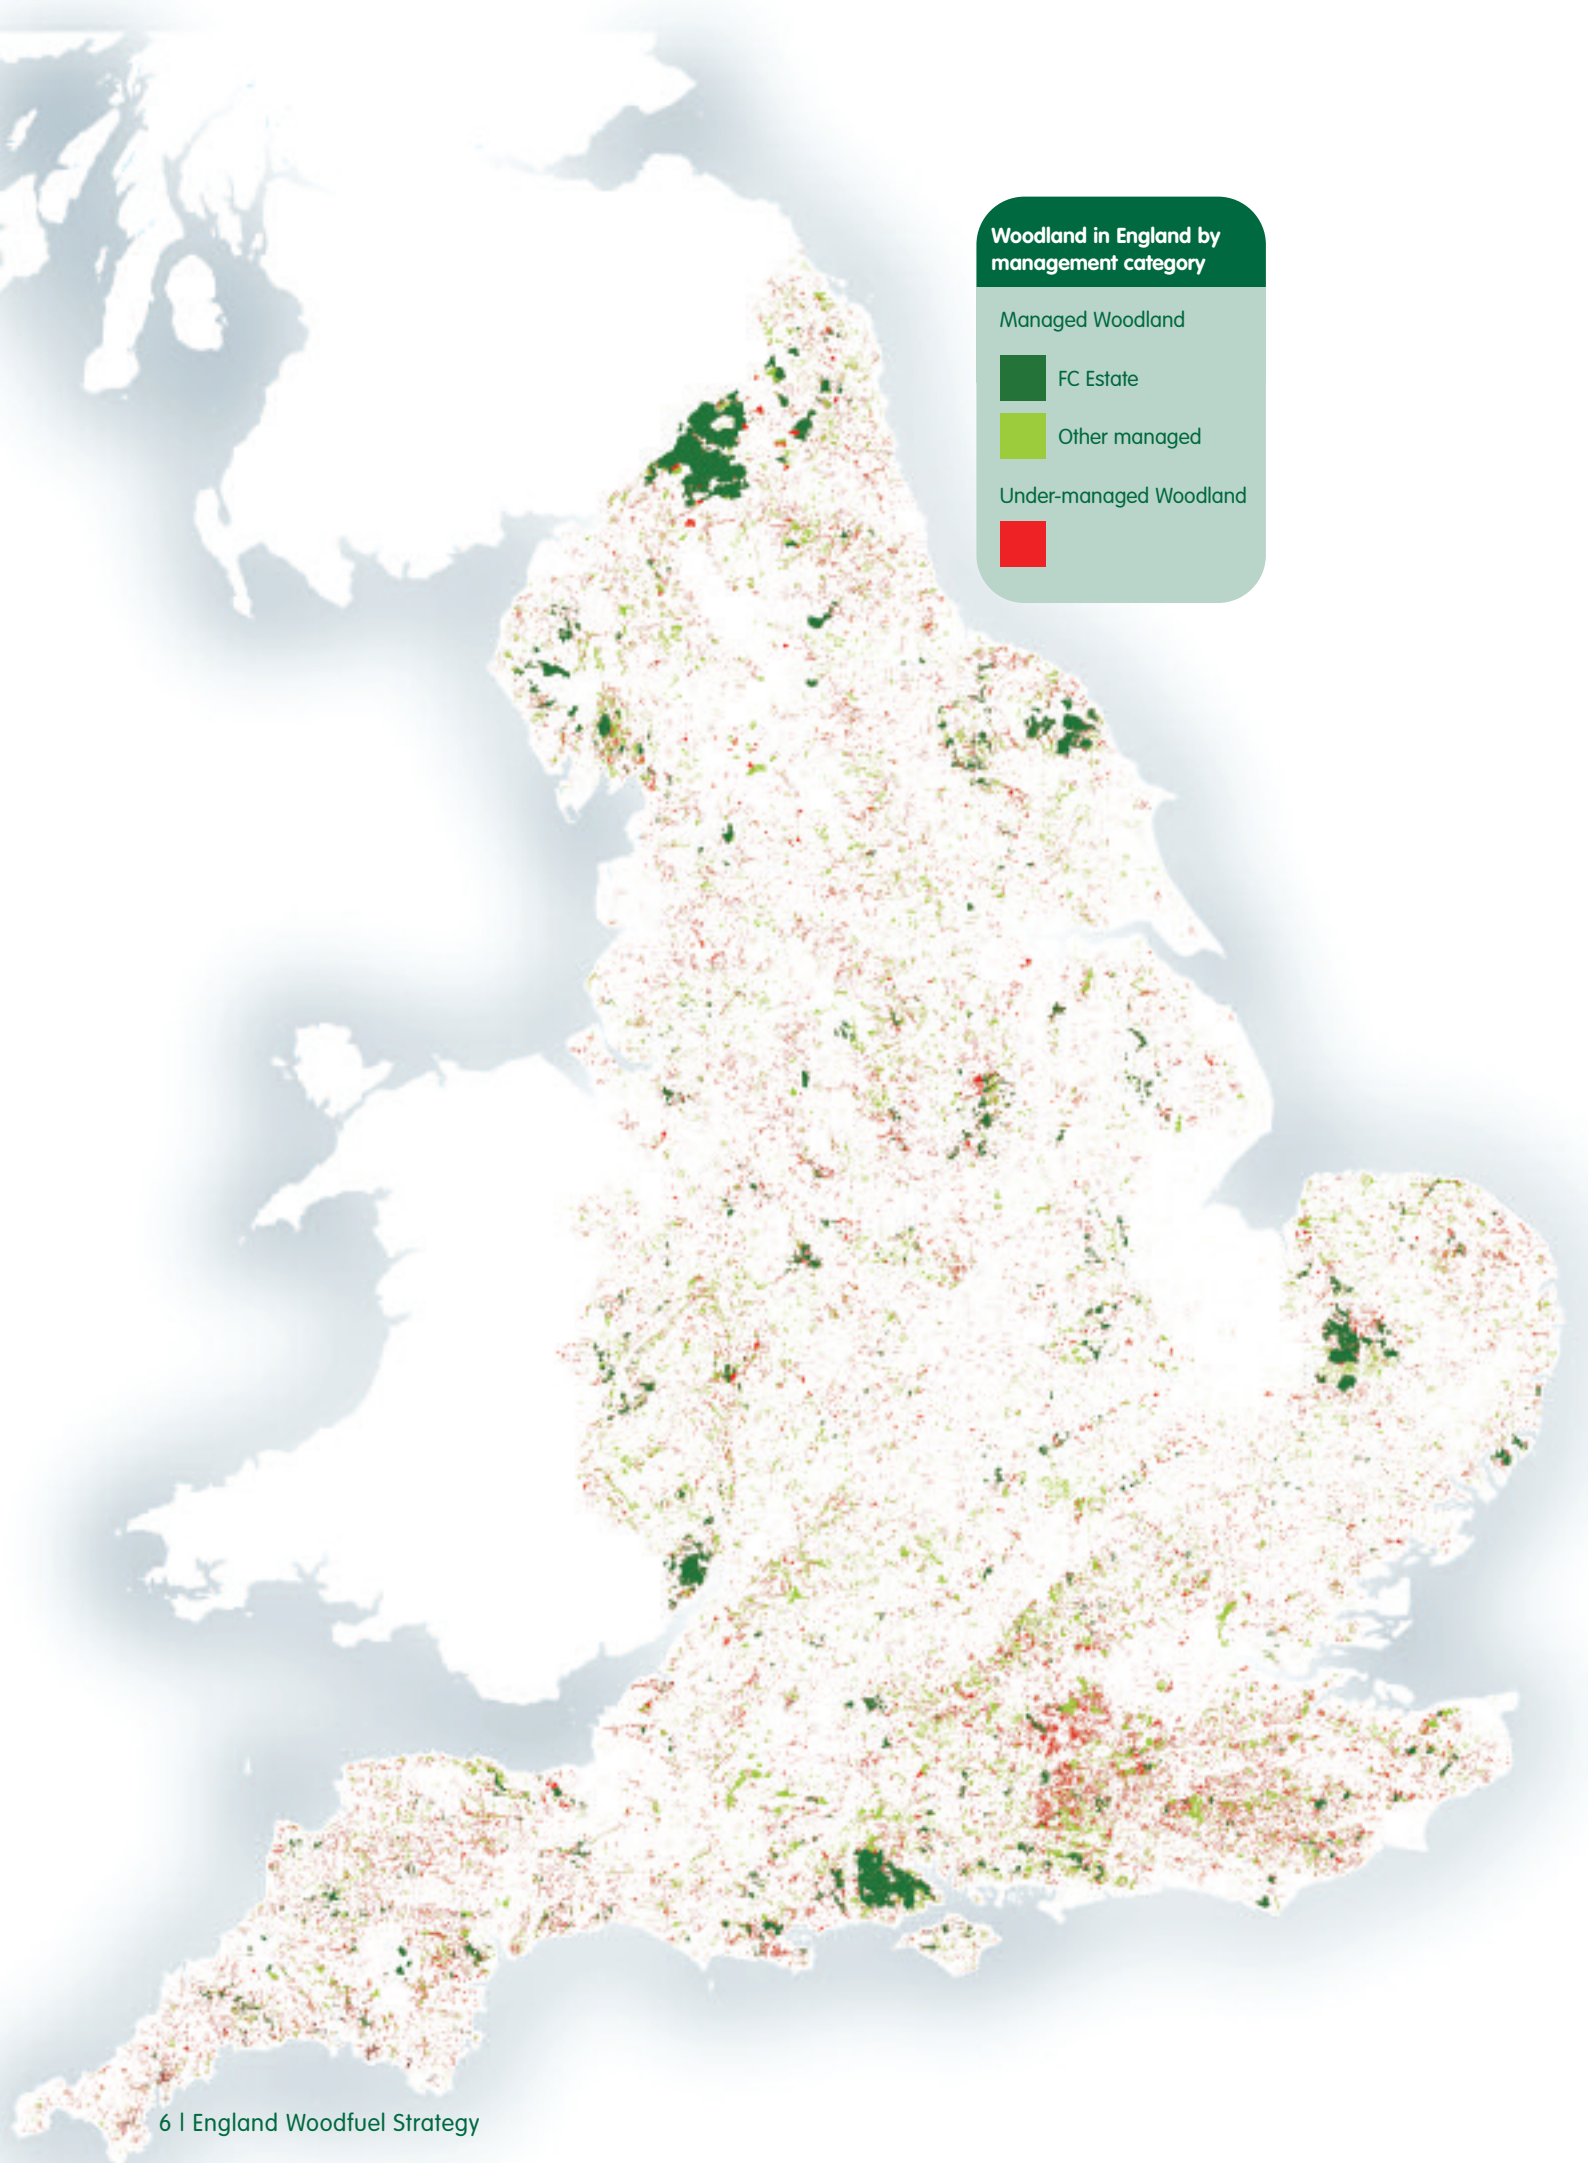 Woodland in England by
management category
Managed Woodland
FC Estate
Other managed
Under-managed Woodland
6 | England Woodfuel Strategy